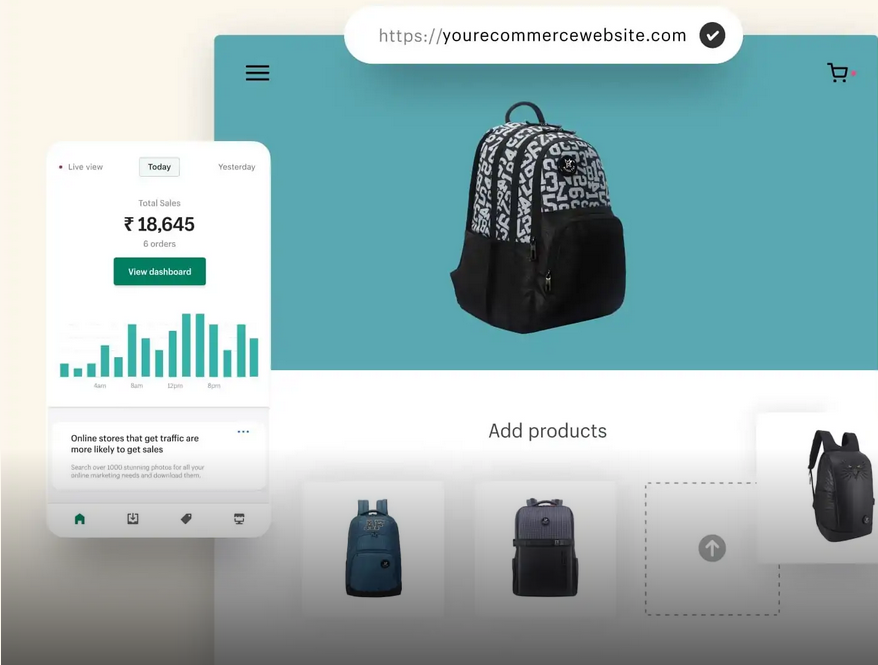 https://yourecommercewebsite.com
Live view
Today
Yesterday
Total Sales
₹ 18,645
6 orders
View dashboard
4am
8am
12pm
8pm
Online stores that get traffic are
more likely to get sales
Search over 1000 stunning photos for all your
online marketing needs and download them.
Add products